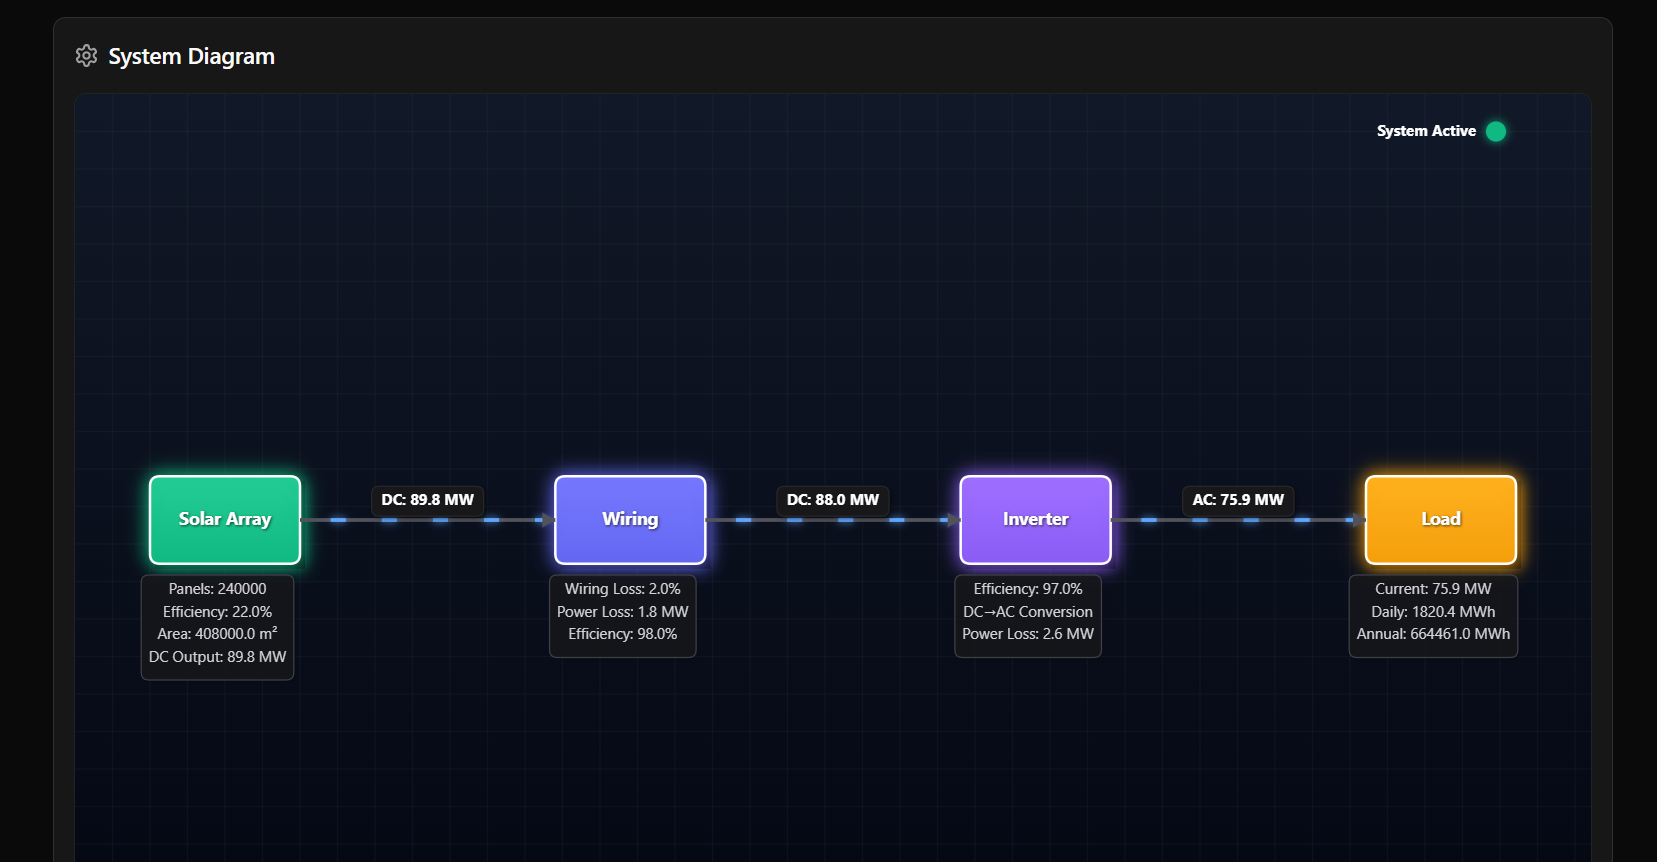 System Diagram
System Active
DC: 89.8 MW
DC: 88.0 MW
AC: 75.9 MW
Solar Array
Wiring
Inverter
Load
Panels: 240000
Efficiency: 22.0%
Area: 408000.0 m²
DC Output: 89.8 MW
Wiring Loss: 2.0%
Power Loss: 1.8 MW
Efficiency: 98.0%
Efficiency: 97.0%
DC→AC Conversion
Power Loss: 2.6 MW
Current: 75.9 MW
Daily: 1820.4 MWh
Annual: 664461.0 MWh